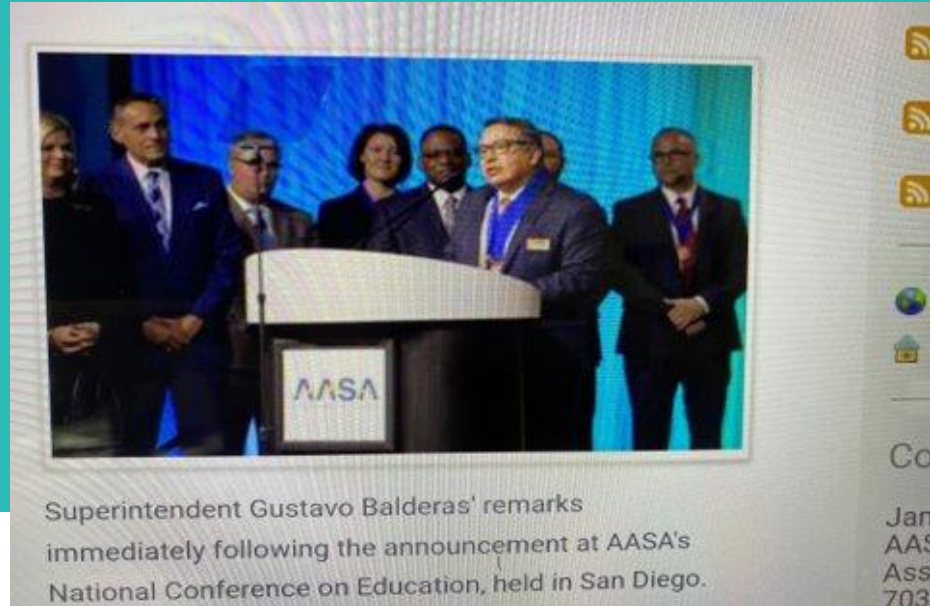 AASA
Superintendent Gustavo Balderas' remarks
immediately following the announcement at AASA's
National Conference on Education, held in San Diego.
Co
Jan
AAS
Ass
703